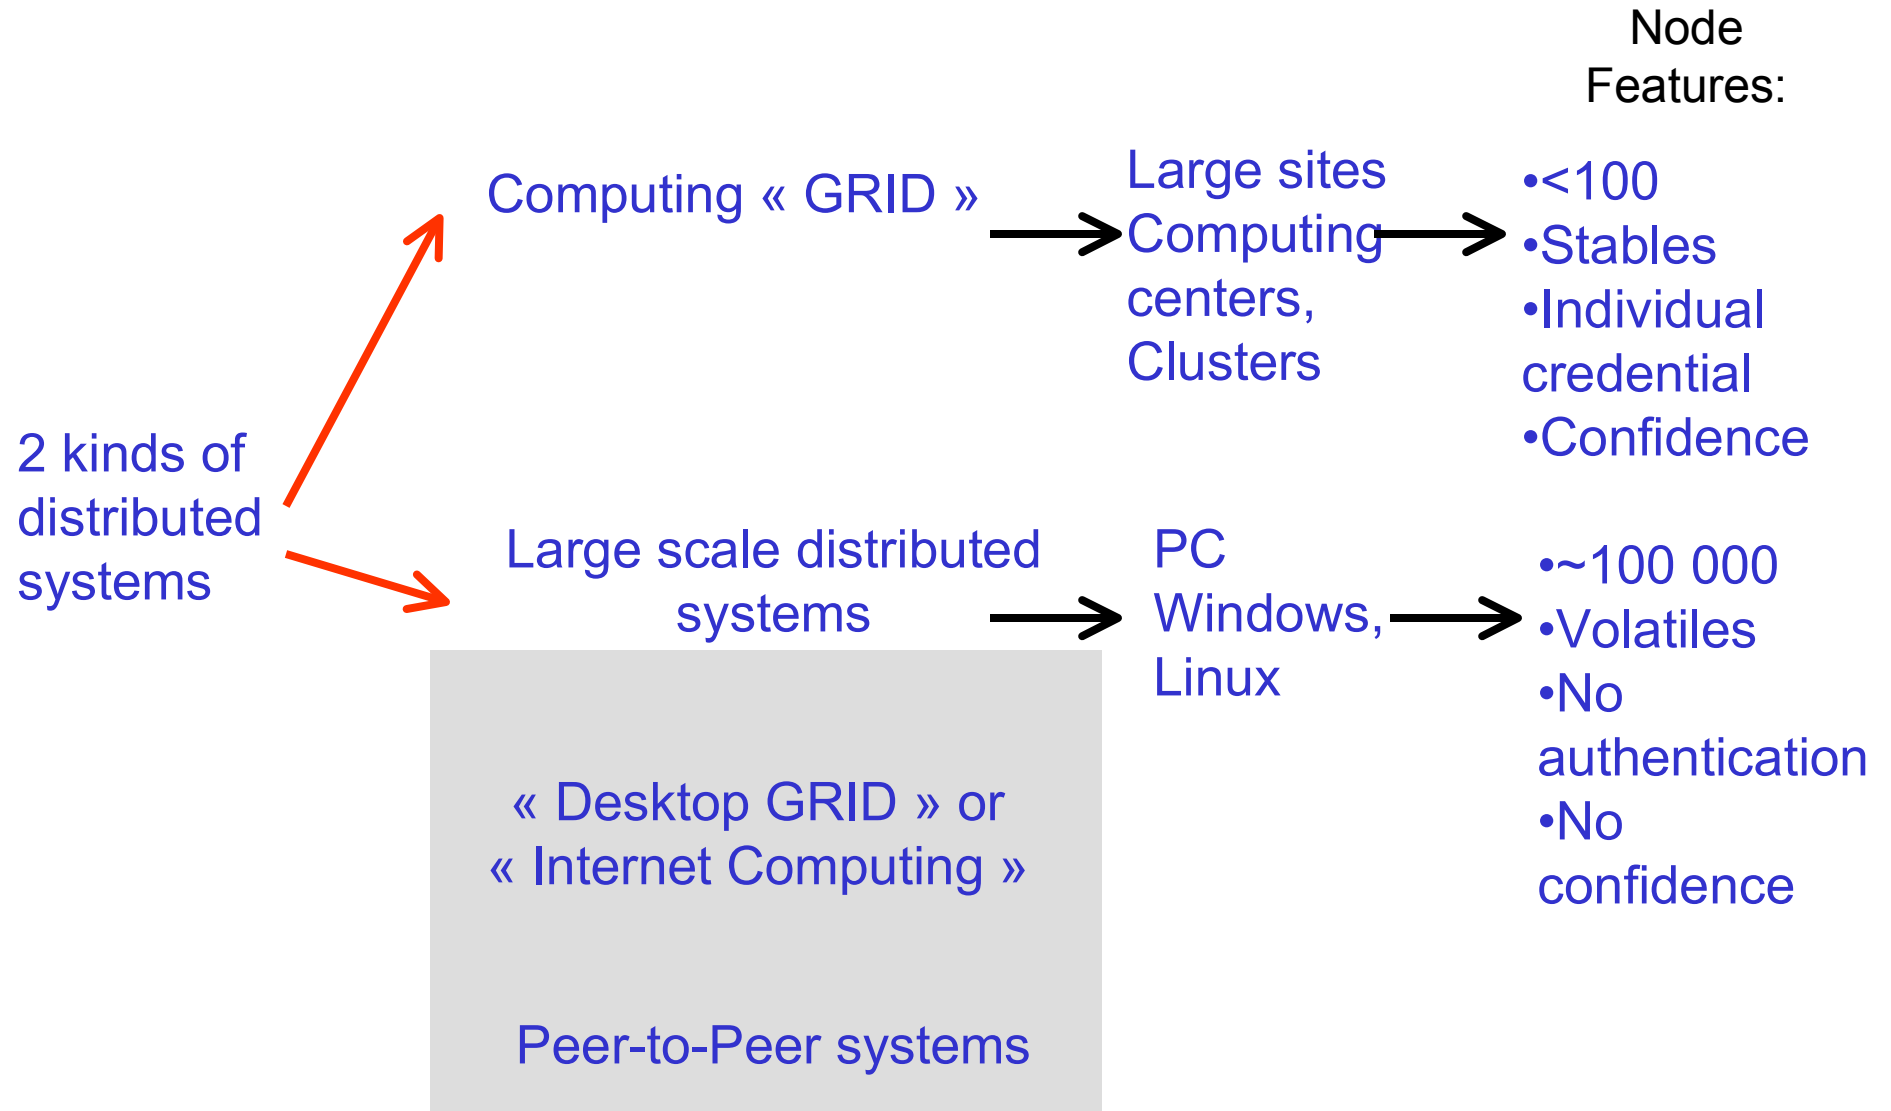 Node
Features:
Computing « GRID »
Large sites
Computing
centers,
Clusters
•<100
•Stables
•Individual
credential
•Confidence
2 kinds of
distributed
systems
Large scale distributed
systems
PC
Windows,
Linux
•~100 000
•Volatiles
•No
authentication
•No
confidence
« Desktop GRID » or
« Internet Computing »
Peer-to-Peer systems